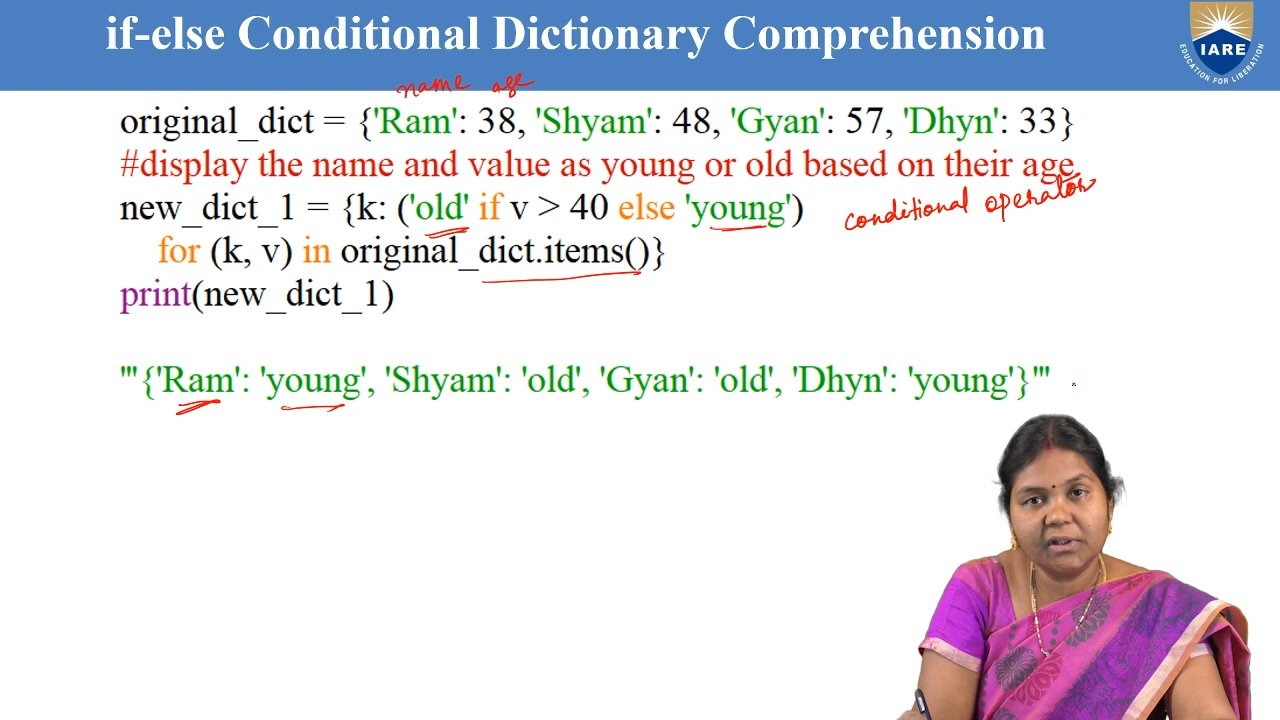 if-else Conditional Dictionary Comprehension
IARE
EDUCATION FOR LIBERATION
name age
original_dict = {'Ram': 38, 'Shyam': 48, 'Gyan': 57, 'Dhyn': 33}
#display the name and value as young or old based on their age
new_dict_1 = {k: ('old' if v > 40 else 'young')
conditional operator
for (k, v) in original_dict.items()}
print(new_dict_1)
'''{'Ram': 'young', 'Shyam': 'old', 'Gyan': 'old', 'Dhyn': 'young'}'''